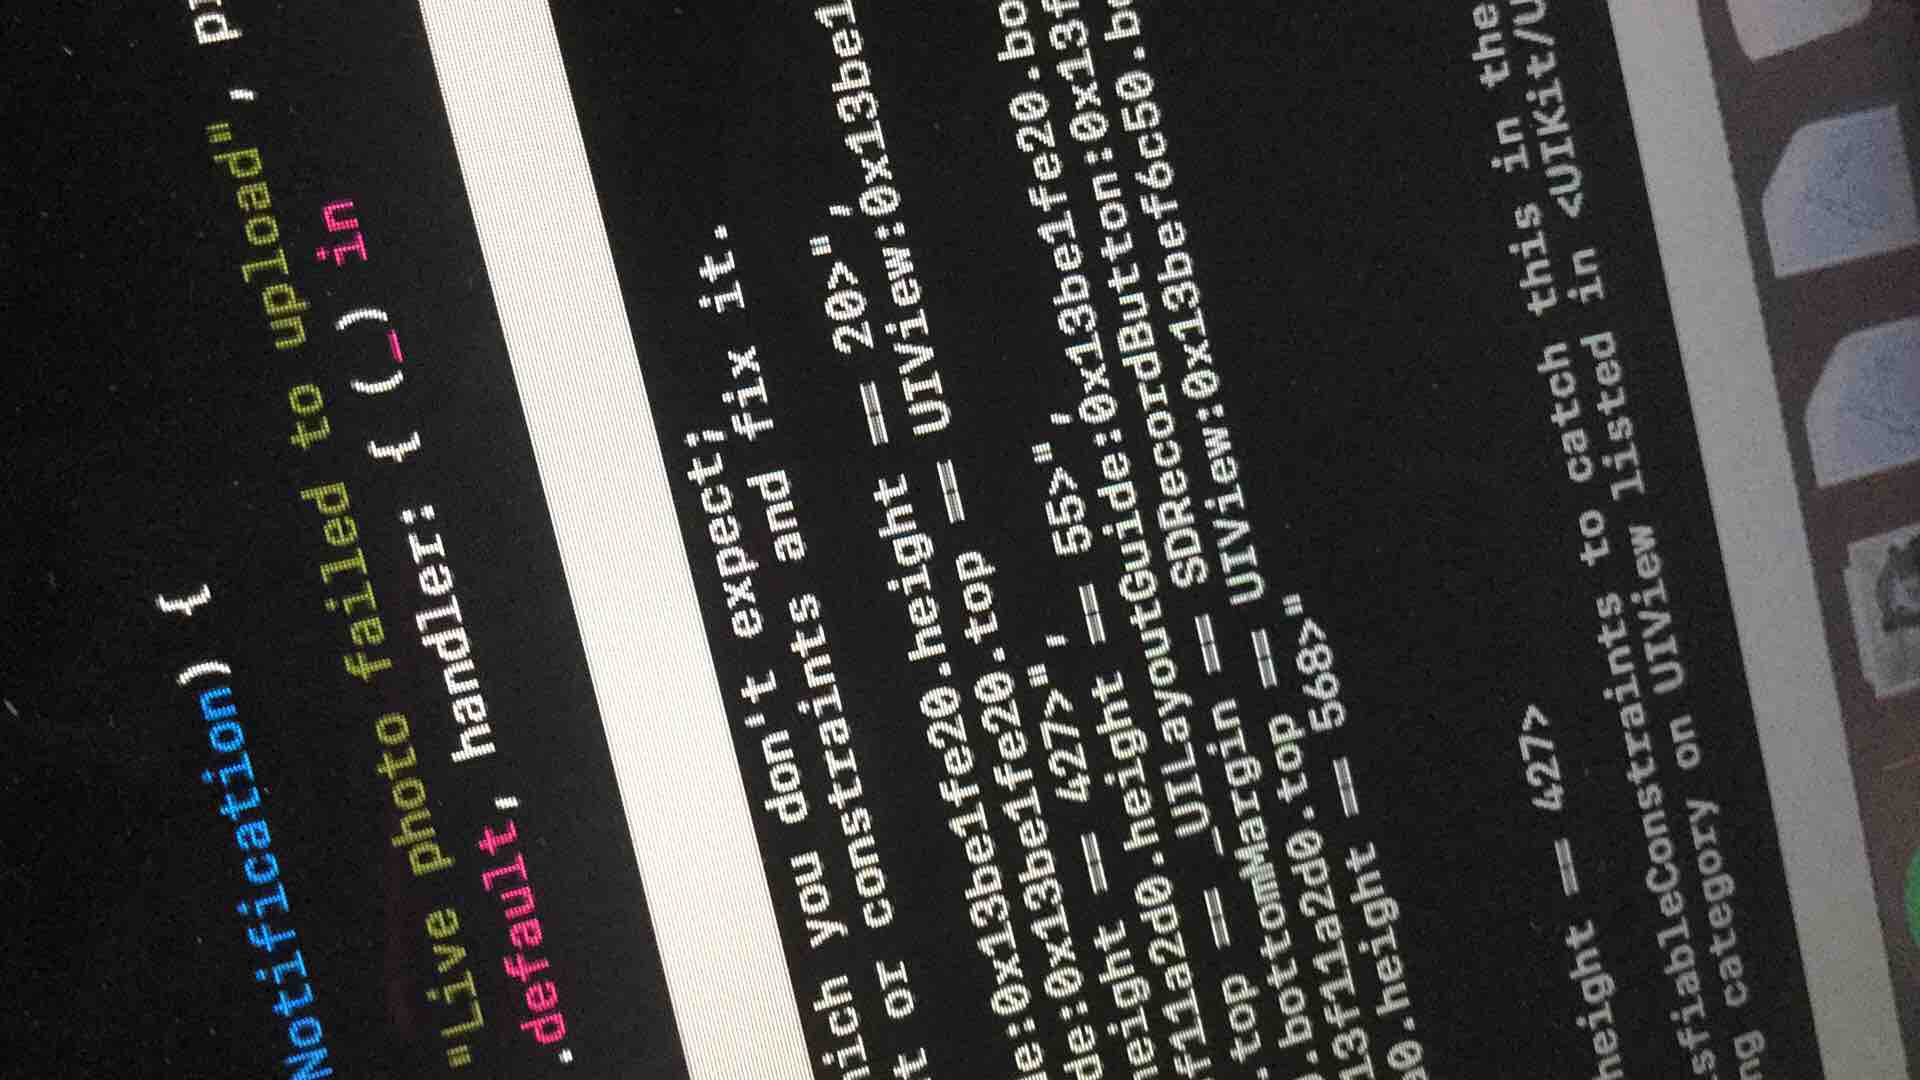 Notification) {
"Live photo failed to upload", pr
.default, handler: { (_) in
hich you don't expect;
t or constraints and fix it.
de:0x13be1fe20.height == 20>",
de:0x13be1fe20.top == UIView:0x13be1
height == 427>",
f11a2d0.height == 55>",
.top == _UILayoutGuide:0x13be1fe20.bo
.bottomMargin == SDRecordButton:0x13f
13f11a2d0.top == UIView:0x13bef6c50.bo
a0.height == 568>"
height == 427>
sfiableConstraints to catch this in the
ng category on UIView listed in <UIKit/U